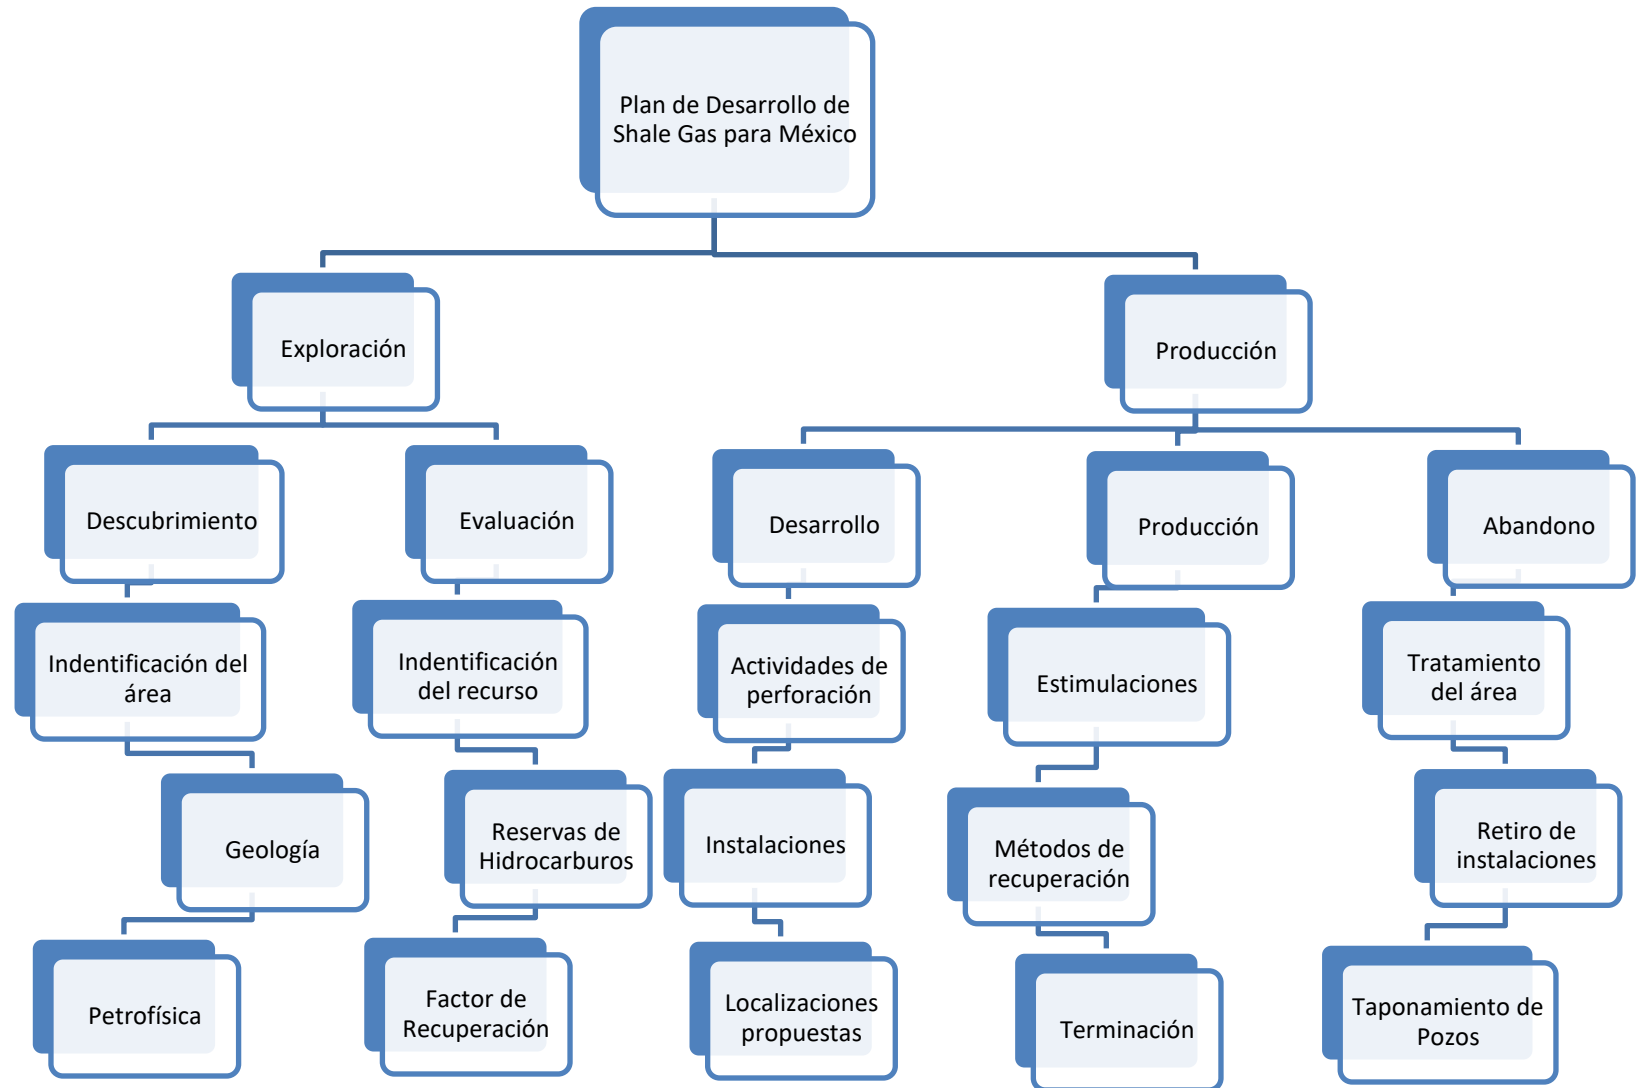 Plan de Desarrollo de
Shale Gas para México
Exploración
Producción
Descubrimiento
Evaluación
Desarrollo
Producción
Abandono
Indentificación del
área
Indentificación
del recurso
Actividades de
perforación
Estimulaciones
Tratamiento
del área
Geología
Reservas de
Hidrocarburos
Instalaciones
Métodos de
recuperación
Retiro de
instalaciones
Petrofísica
Factor de
Recuperación
Localizaciones
propuestas
Terminación
Taponamiento de
Pozos